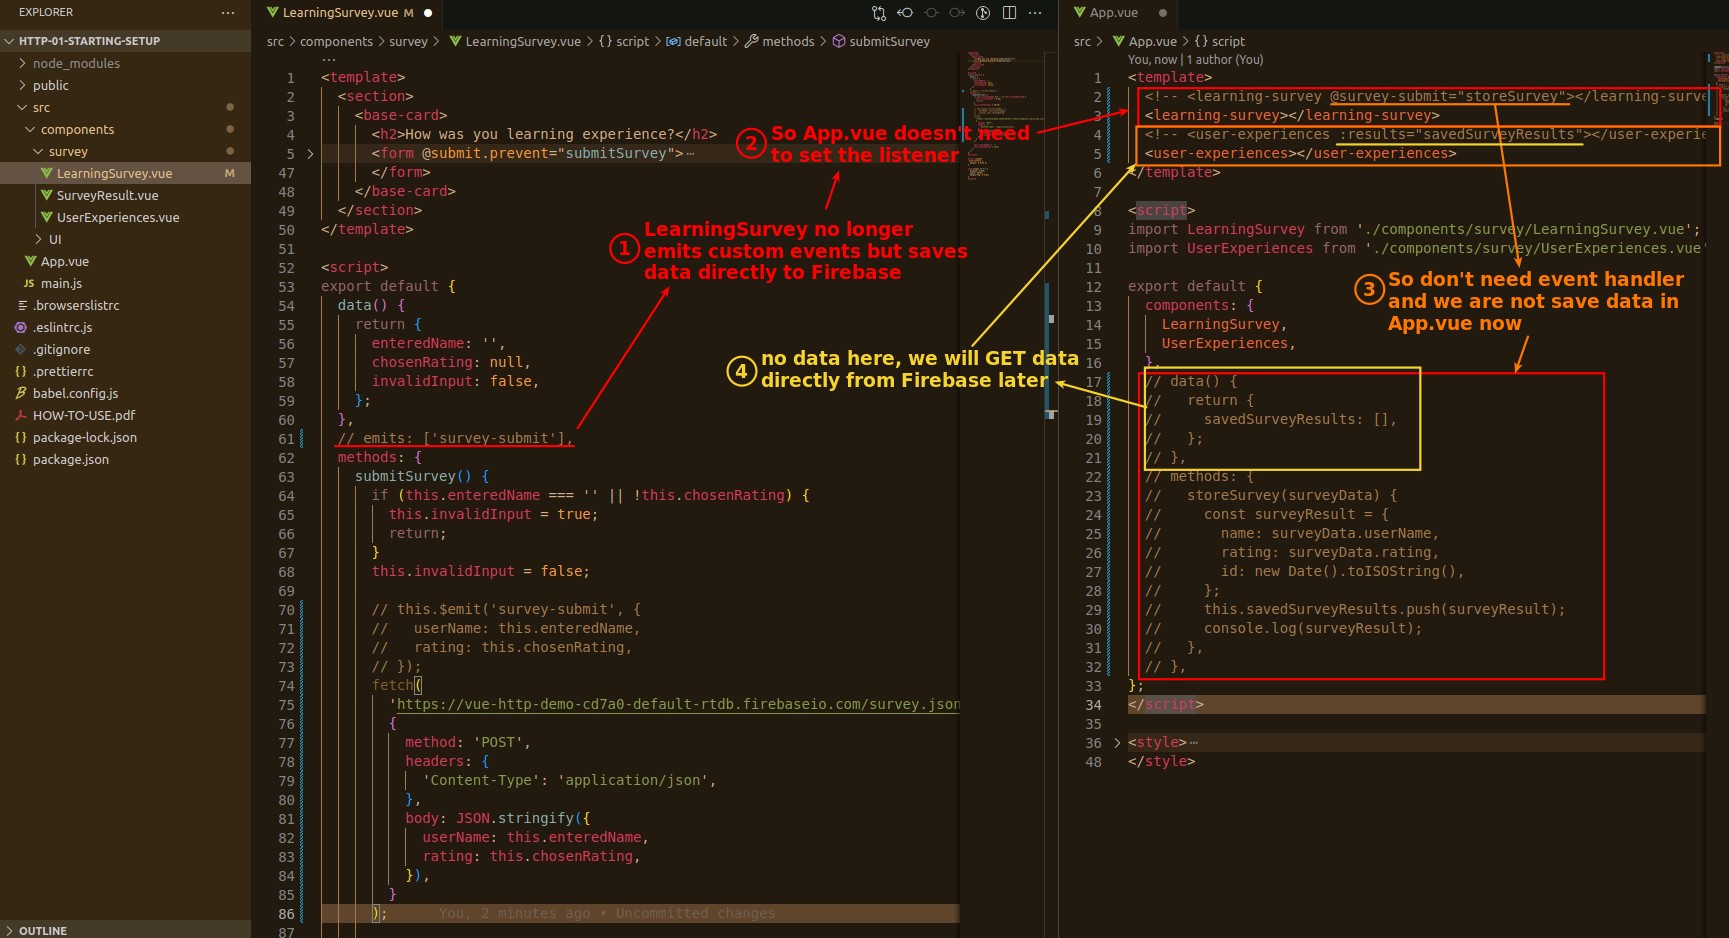 EXPLORER
HTTP-01-STARTING-SETUP
node_modules
public
src
components
survey
LearningSurvey.vue M
SurveyResult.vue
UserExperiences.vue
UI
App.vue
JS main.js
.browserslistrc
.eslintrc.js
.gitignore
{} .prettierrc
babel.config.js
HOW-TO-USE.pdf
{} package-lock.json
{} package.json
OUTLINE
LearningSurvey.vue M
src > components > survey > LearningSurvey.vue > {} script > default > methods > submitSurvey
1 <template>
2 <section>
3 <base-card>
4 <h2>How was you learning experience?</h2>
5 <form @submit.prevent="submitSurvey">
47 </form>
48 </base-card>
49 </section>
50 </template>
51
52 <script>
53 export default {
54 data() {
55 return {
56 enteredName: '',
57 chosenRating: null,
58 invalidInput: false,
59 };
60 },
61 // emits: ['survey-submit'],
62 methods: {
63 submitSurvey() {
64 if (this.enteredName === '' || !this.chosenRating) {
65 this.invalidInput = true;
66 return;
67 }
68 this.invalidInput = false;
69
70 // this.$emit('survey-submit', {
71 // userName: this.enteredName,
72 // rating: this.chosenRating,
73 // });
74 fetch(
75 'https://vue-http-demo-cd7a0-default-rtdb.firebaseio.com/survey.json
76 {
77 method: 'POST',
78 headers: {
79 'Content-Type': 'application/json',
80 },
81 body: JSON.stringify({
82 userName: this.enteredName,
83 rating: this.chosenRating,
84 }),
85 }
86 ); You, 2 minutes ago • Uncommitted changes
87
1 LearningSurvey no longer
emits custom events but saves
data directly to Firebase
2 So App.vue doesn't need
to set the listener
3 So don't need event handler
and we are not save data in
App.vue now
4 no data here, we will GET data
directly from Firebase later
App.vue
src > App.vue > {} script
You, now | 1 author (You)
1 <template>
2 <!-- <learning-survey @survey-submit="storeSurvey"></learning-surve
3 <learning-survey></learning-survey>
4 <!-- <user-experiences :results="savedSurveyResults"></user-experie
5 <user-experiences></user-experiences>
6 </template>
7
8 <script>
9 import LearningSurvey from './components/survey/LearningSurvey.vue';
10 import UserExperiences from './components/survey/UserExperiences.vue'
11
12 export default {
13 components: {
14 LearningSurvey,
15 UserExperiences,
16 },
17 // data() {
18 // return {
19 // savedSurveyResults: [],
20 // };
21 // },
22 // methods: {
23 // storeSurvey(surveyData) {
24 // const surveyResult = {
25 // name: surveyData.userName,
26 // rating: surveyData.rating,
27 // id: new Date().toISOString(),
28 // };
29 // this.savedSurveyResults.push(surveyResult);
30 // console.log(surveyResult);
31 // },
32 // },
33 };
34 </script>
35
36 <style>
48 </style>